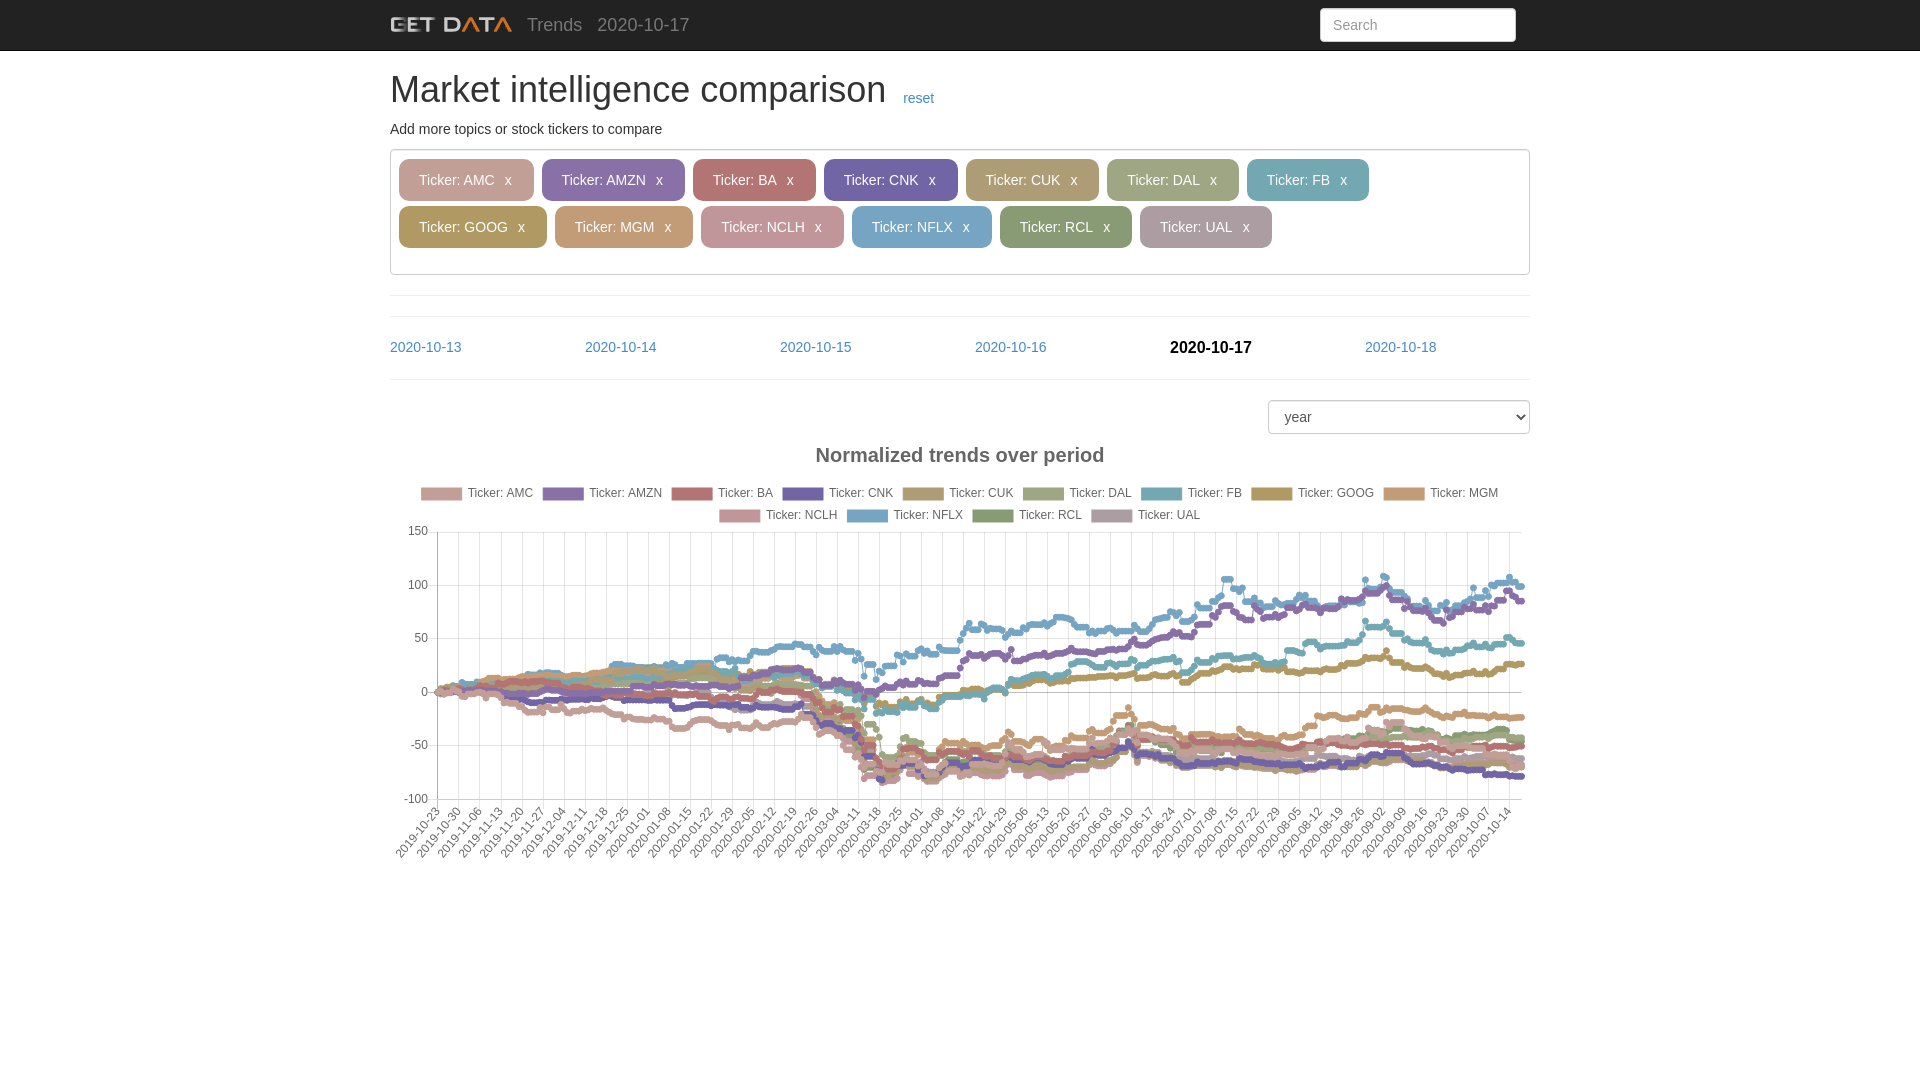 GET DATA Trends 2020-10-17 Search
Market intelligence comparison reset
Add more topics or stock tickers to compare
Ticker: AMC x Ticker: AMZN x Ticker: BA x Ticker: CNK x Ticker: CUK x Ticker: DAL x Ticker: FB x
Ticker: GOOG x Ticker: MGM x Ticker: NCLH x Ticker: NFLX x Ticker: RCL x Ticker: UAL x
2020-10-13 2020-10-14 2020-10-15 2020-10-16 2020-10-17 2020-10-18
year
Normalized trends over period
Ticker: AMC Ticker: AMZN Ticker: BA Ticker: CNK Ticker: CUK Ticker: DAL Ticker: FB Ticker: GOOG Ticker: MGM
Ticker: NCLH Ticker: NFLX Ticker: RCL Ticker: UAL
150
100
50
0
-50
-100
2019-10-23 2019-10-30 2019-11-06 2019-11-13 2019-11-20 2019-11-27 2019-12-04 2019-12-11 2019-12-18 2019-12-25 2020-01-01 2020-01-08 2020-01-15 2020-01-22 2020-01-29 2020-02-05 2020-02-12 2020-02-19 2020-02-26 2020-03-04 2020-03-11 2020-03-18 2020-03-25 2020-04-01 2020-04-08 2020-04-15 2020-04-22 2020-04-29 2020-05-06 2020-05-13 2020-05-20 2020-05-27 2020-06-03 2020-06-10 2020-06-17 2020-06-24 2020-07-01 2020-07-08 2020-07-15 2020-07-22 2020-07-29 2020-08-05 2020-08-12 2020-08-19 2020-08-26 2020-09-02 2020-09-09 2020-09-16 2020-09-23 2020-09-30 2020-10-07 2020-10-14